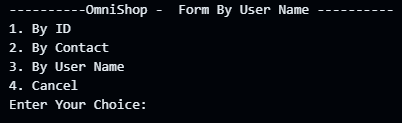 ----------OmniShop -  Form By User Name ----------
1. By ID
2. By Contact
3. By User Name
4. Cancel
Enter Your Choice: